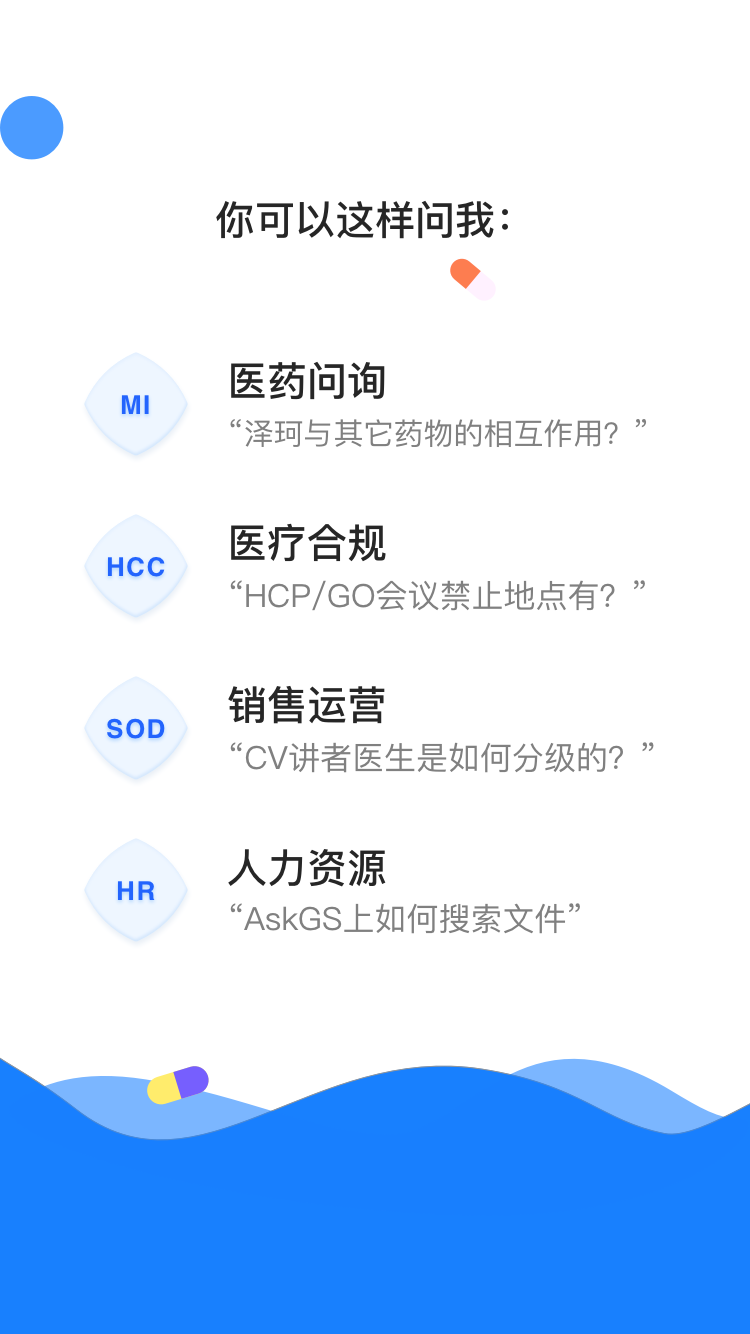 你可以这样问我：
MI
医药问询
“泽珂与其它药物的相互作用？”
HCC
医疗合规
“HCP/GO会议禁止地点有？”
SOD
销售运营
“CV讲者医生是如何分级的？”
HR
人力资源
“AskGS上如何搜索文件”